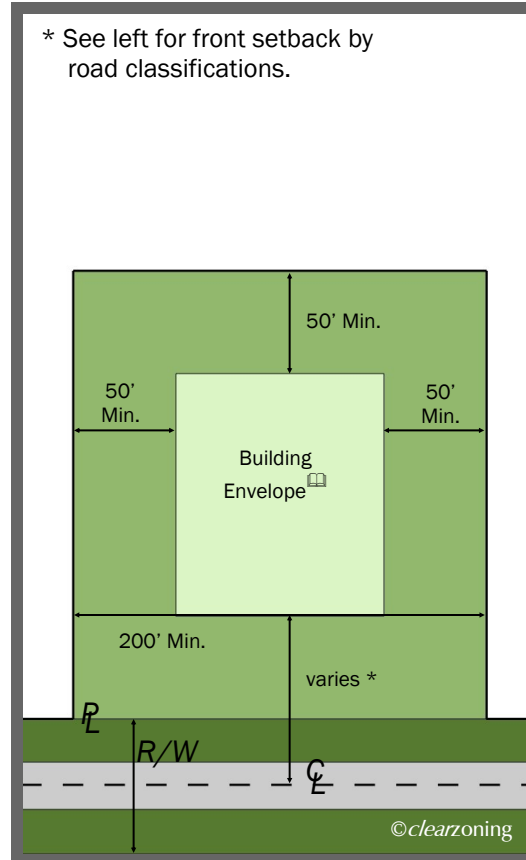 * See left for front setback by
road classifications.
50' Min.
50'
Min.
50'
Min.
Building
Envelope
200' Min.
varies *
PL
R/W
CL
©clearzoning